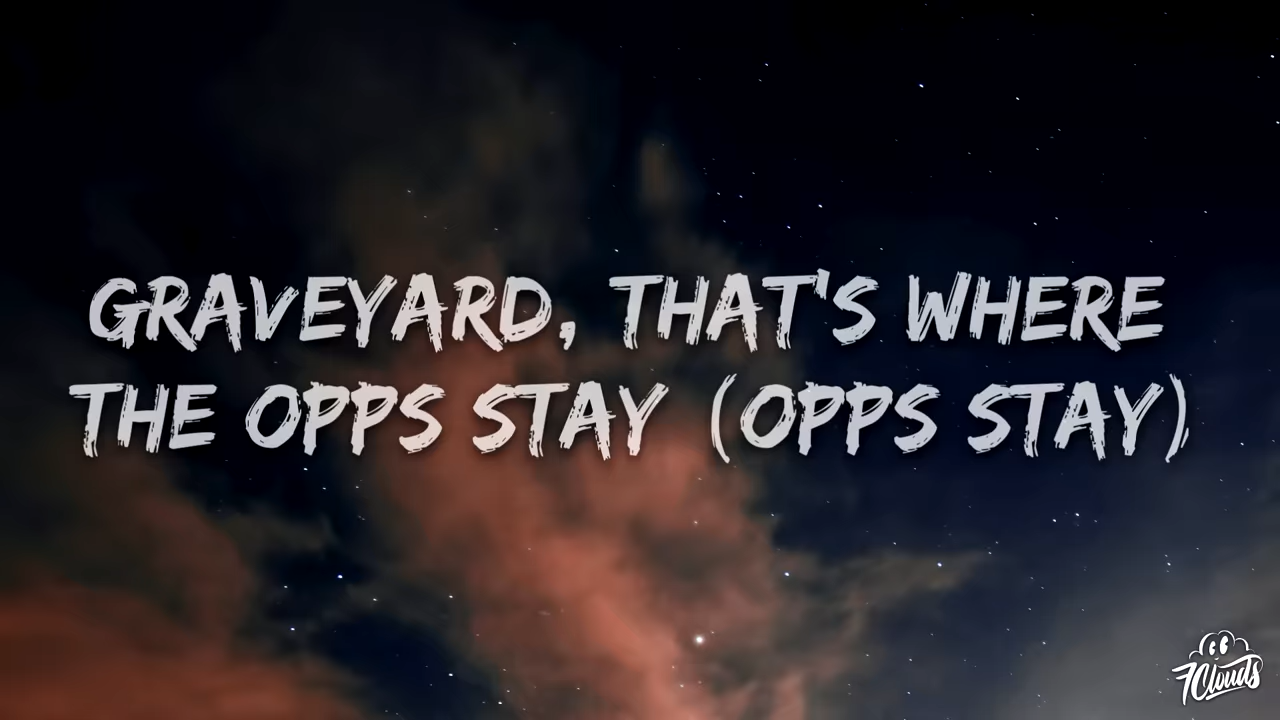 GRAVEYARD, THAT'S WHERE
THE OPPS STAY (OPPS STAY)
7Clouds